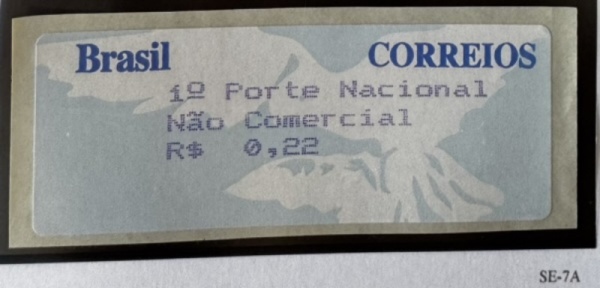 Brasil CORREIOS
1º Porte Nacional
Não Comercial
R$ 0,22
SE-7A